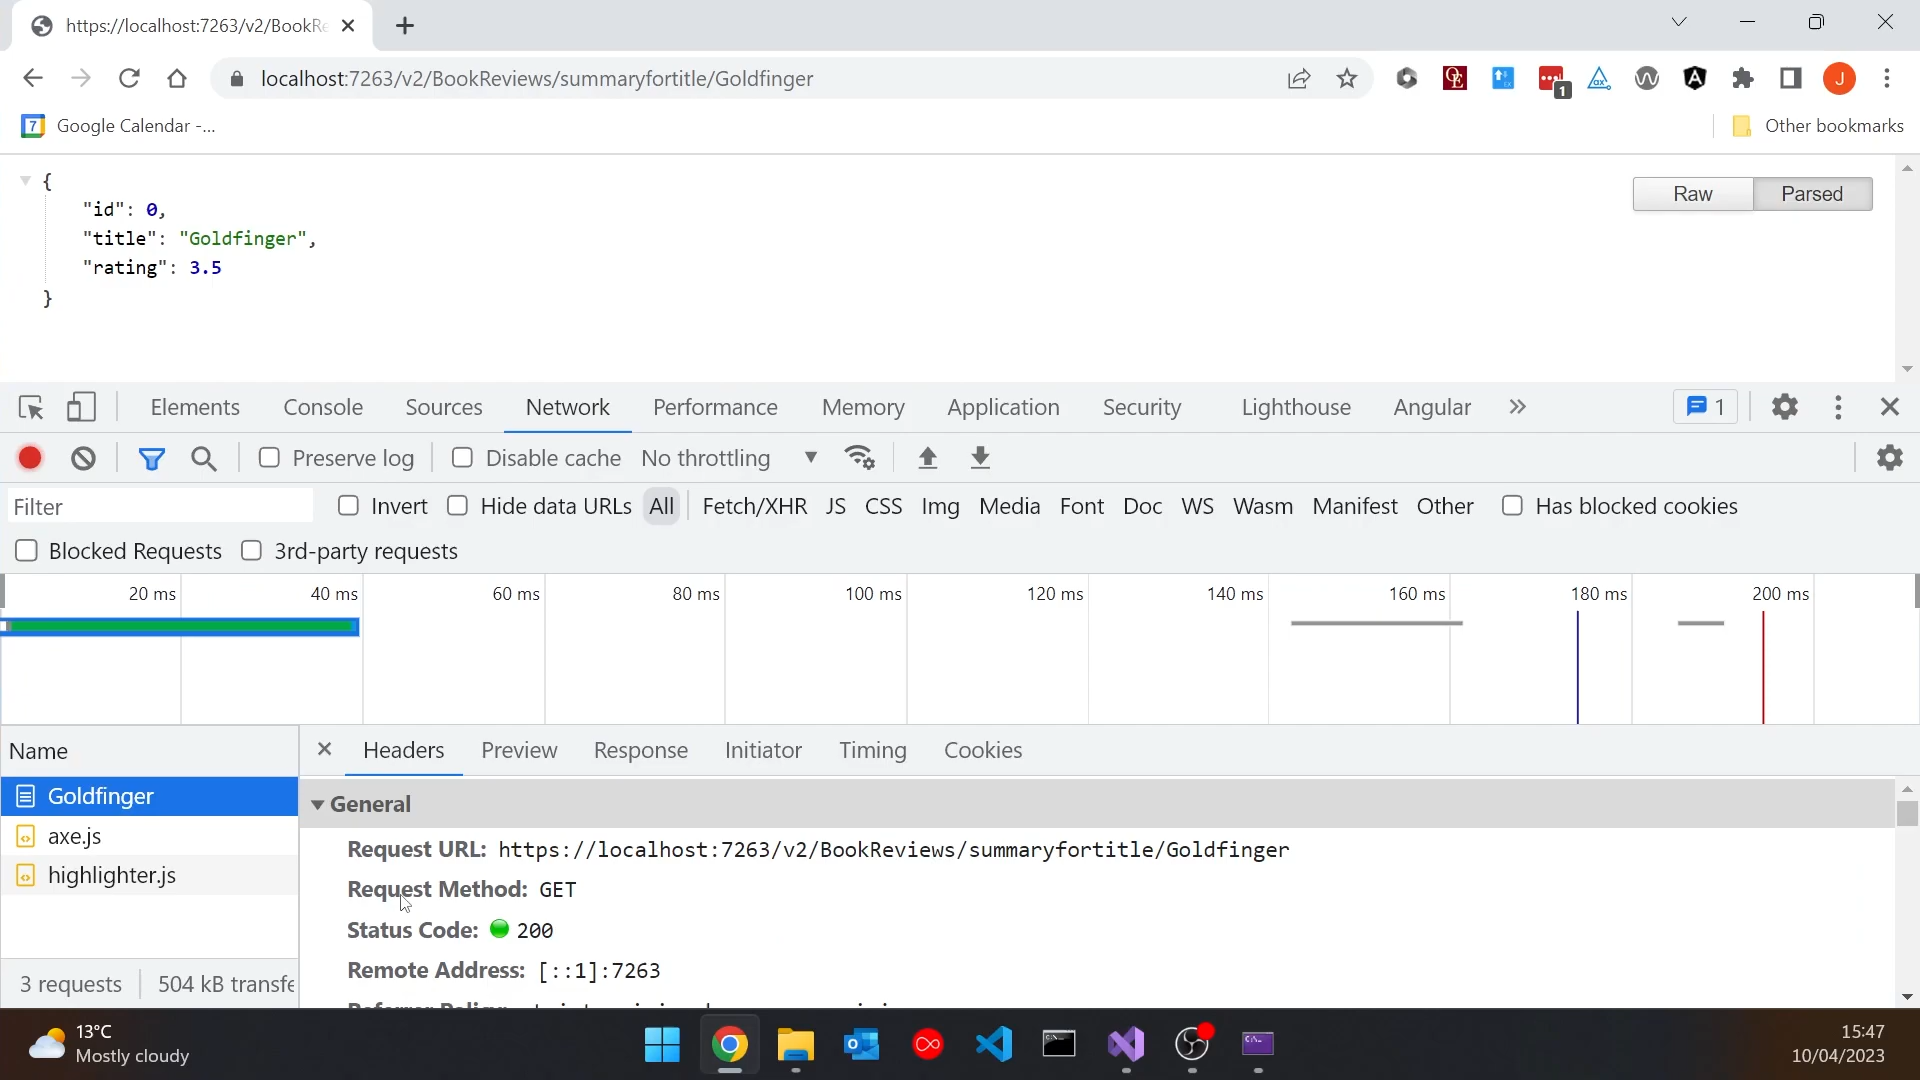 https://localhost:7263/v2/BookRe
localhost:7263/v2/BookReviews/summaryfortitle/Goldfinger
1
J
7 Google Calendar -...
Other bookmarks
{
"id": 0,
"title": "Goldfinger",
"rating": 3.5
}
Raw Parsed
Elements Console Sources Network Performance Memory Application Security Lighthouse Angular 1
Preserve log Disable cache No throttling
Filter Invert Hide data URLs All Fetch/XHR JS CSS Img Media Font Doc WS Wasm Manifest Other Has blocked cookies
Blocked Requests 3rd-party requests
20 ms 40 ms 60 ms 80 ms 100 ms 120 ms 140 ms 160 ms 180 ms 200 ms
Name
Goldfinger
axe.js
highlighter.js
3 requests 504 kB transfe
Headers Preview Response Initiator Timing Cookies
General
Request URL: https://localhost:7263/v2/BookReviews/summaryfortitle/Goldfinger
Request Method: GET
Status Code: 200
Remote Address: [::1]:7263
13°C
Mostly cloudy
15:47
10/04/2023